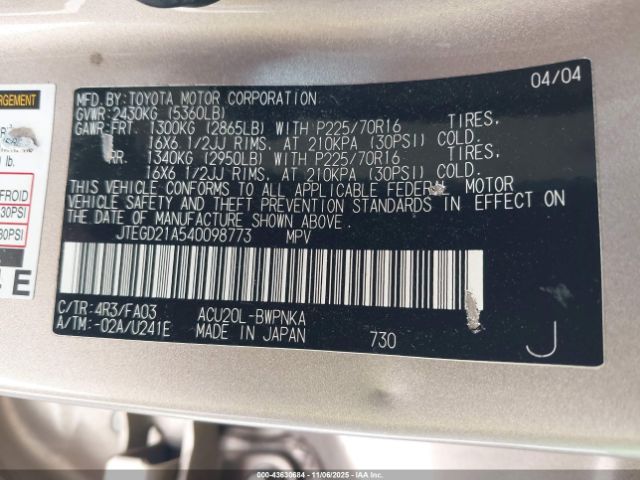 04/04
MFD.BY:TOYOTA MOTOR CORPORATION
GVWR:2430KG (5360LB)
GAWR:FRT. 1300KG (2865LB) WITH P225/70R16 TIRES,
16X6 1/2JJ RIMS, AT 210KPA (30PSI) COLD.
RR. 1340KG (2950LB) WITH P225/70R16 TIRES,
16X6 1/2JJ RIMS, AT 210KPA (30PSI) COLD.
THIS VEHICLE CONFORMS TO ALL APPLICABLE MOTOR
VEHICLE SAFETY AND THEFT PREVENTION STANDARDS IN EFFECT ON
THE DATE OF MANUFACTURE SHOWN ABOVE.
JTEGD21A540098773 MPV
C/TR: 4R3/FA03 ACU20L-BWPNKA
A/TM: -02A/U241E MADE IN JAPAN 730 J
lb.
FROID
30PSI
30PSI
E
000-43630684 - 11/06/2025 - IAAI.COM